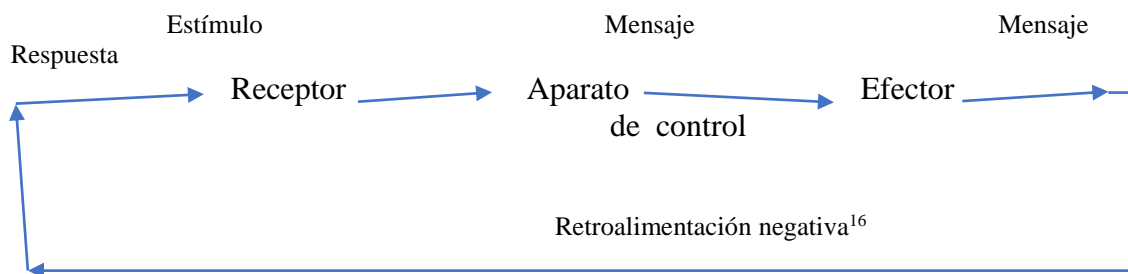 Estímulo Mensaje Mensaje
Respuesta
Receptor Aparato Efector
de control
Retroalimentación negativa16